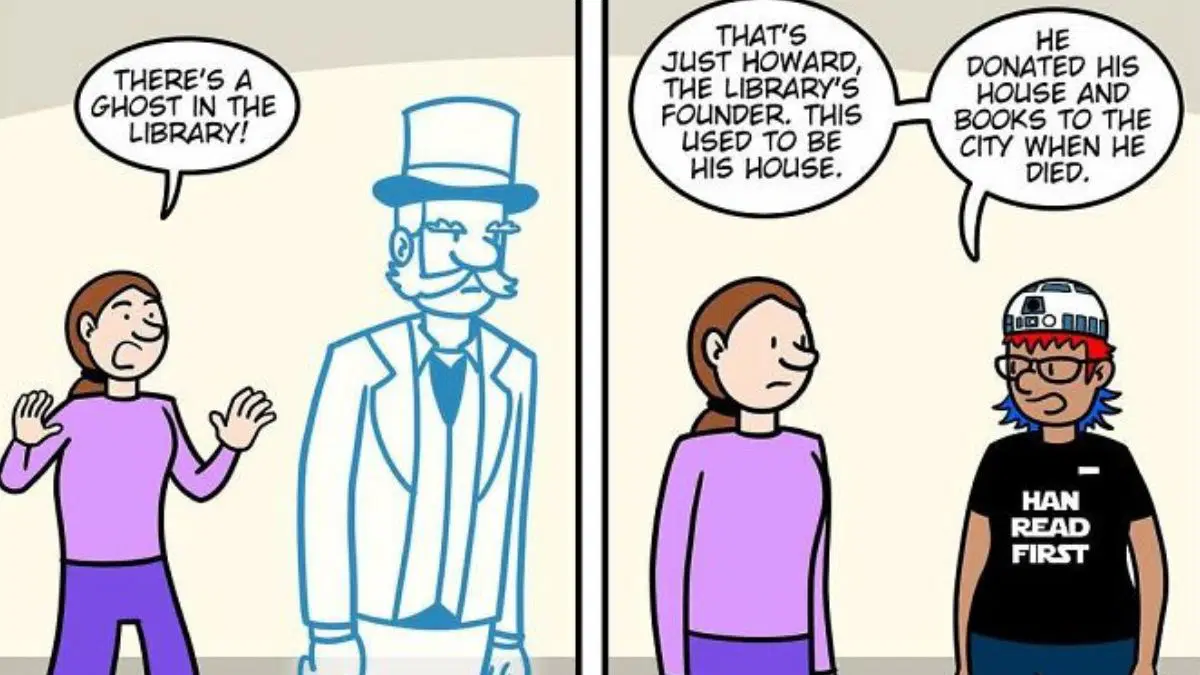 THERE'S A
GHOST IN THE
LIBRARY!
THAT'S
JUST HOWARD,
THE LIBRARY'S
FOUNDER. THIS
USED TO BE
HIS HOUSE.
HE
DONATED HIS
HOUSE AND
BOOKS TO THE
CITY WHEN HE
DIED.
HAN
READ
FIRST